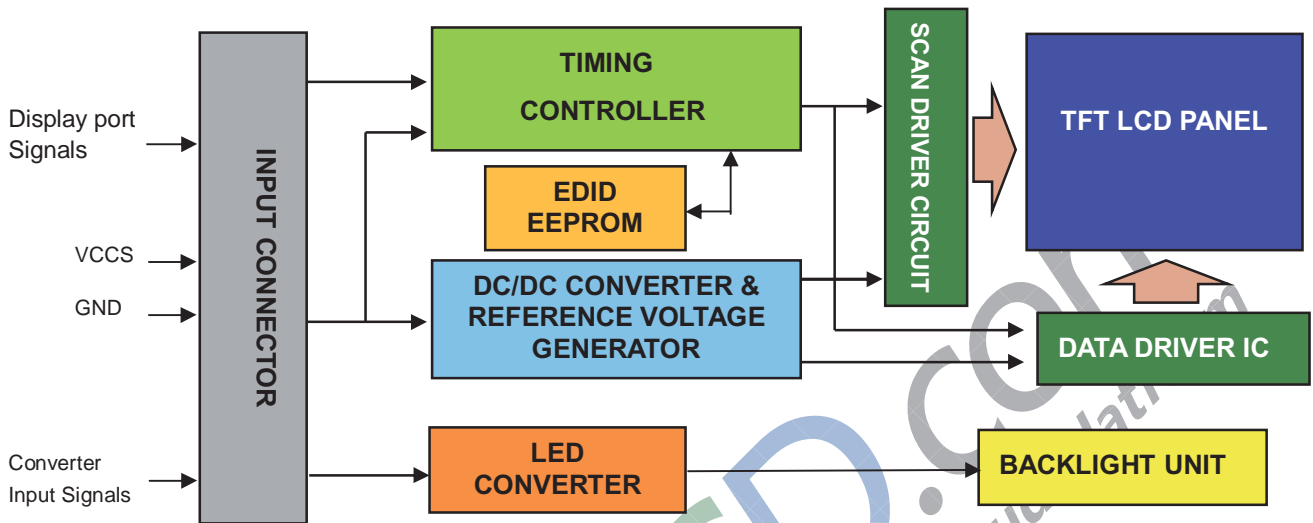 Display port
Signals
VCCS
GND
Converter
Input Signals
INPUT CONNECTOR
TIMING
CONTROLLER
EDID
EEPROM
DC/DC CONVERTER &
REFERENCE VOLTAGE
GENERATOR
LED
CONVERTER
SCAN DRIVER CIRCUIT
TFT LCD PANEL
DATA DRIVER IC
BACKLIGHT UNIT